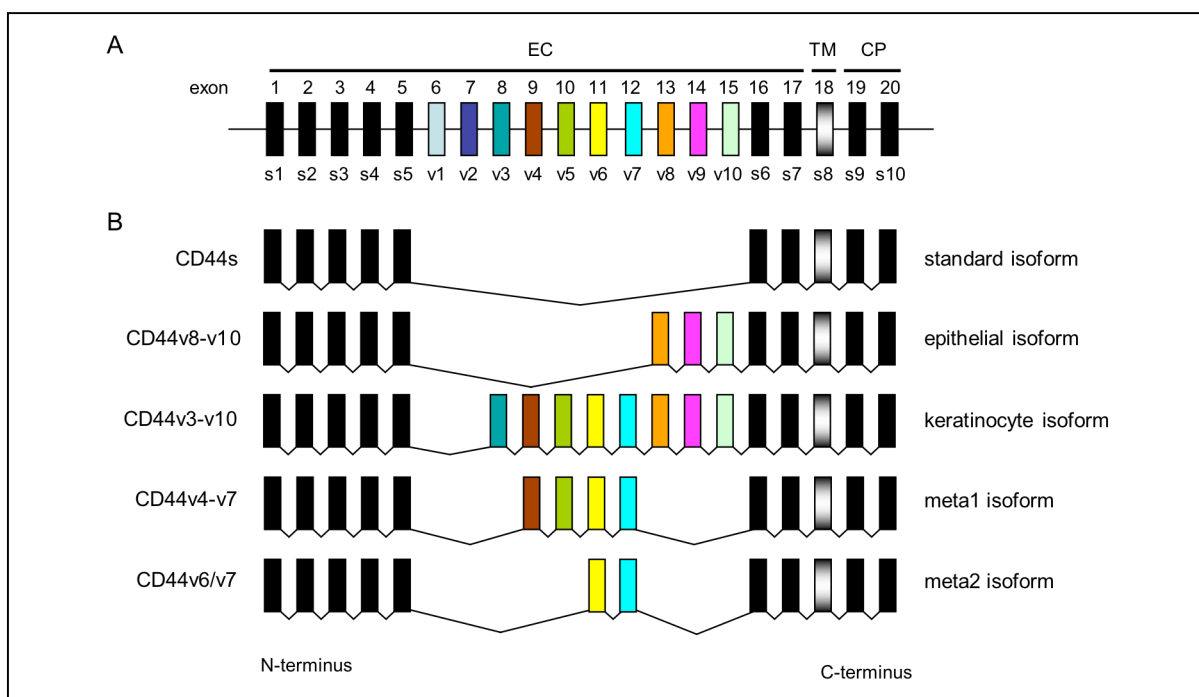 A
EC TM CP
exon 1 2 3 4 5 6 7 8 9 10 11 12 13 14 15 16 17 18 19 20
s1 s2 s3 s4 s5 v1 v2 v3 v4 v5 v6 v7 v8 v9 v10 s6 s7 s8 s9 s10
B
CD44s standard isoform
CD44v8-v10 epithelial isoform
CD44v3-v10 keratinocyte isoform
CD44v4-v7 meta1 isoform
CD44v6/v7 meta2 isoform
N-terminus C-terminus